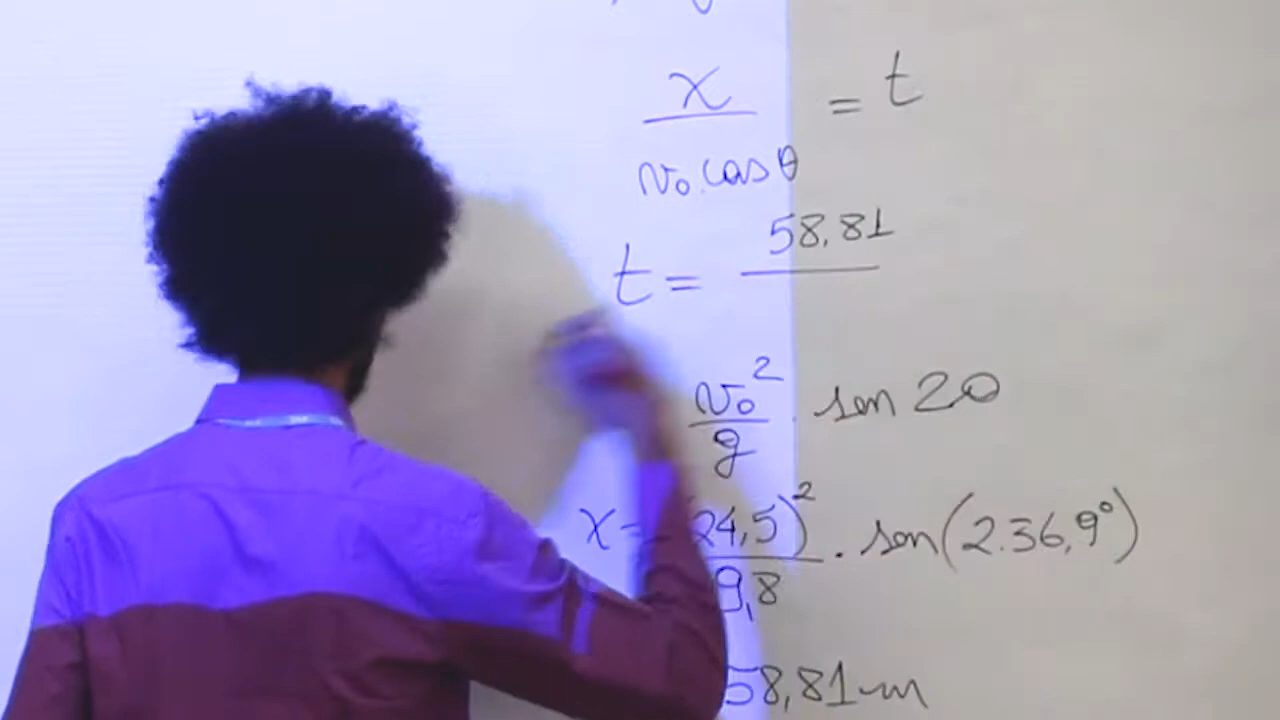 x / v₀.cos θ = t
t = 58,81 /
v₀² / g . sen 2θ
x = (24,5)² / 9,8 . sen(2.36,9°)
58,81 m